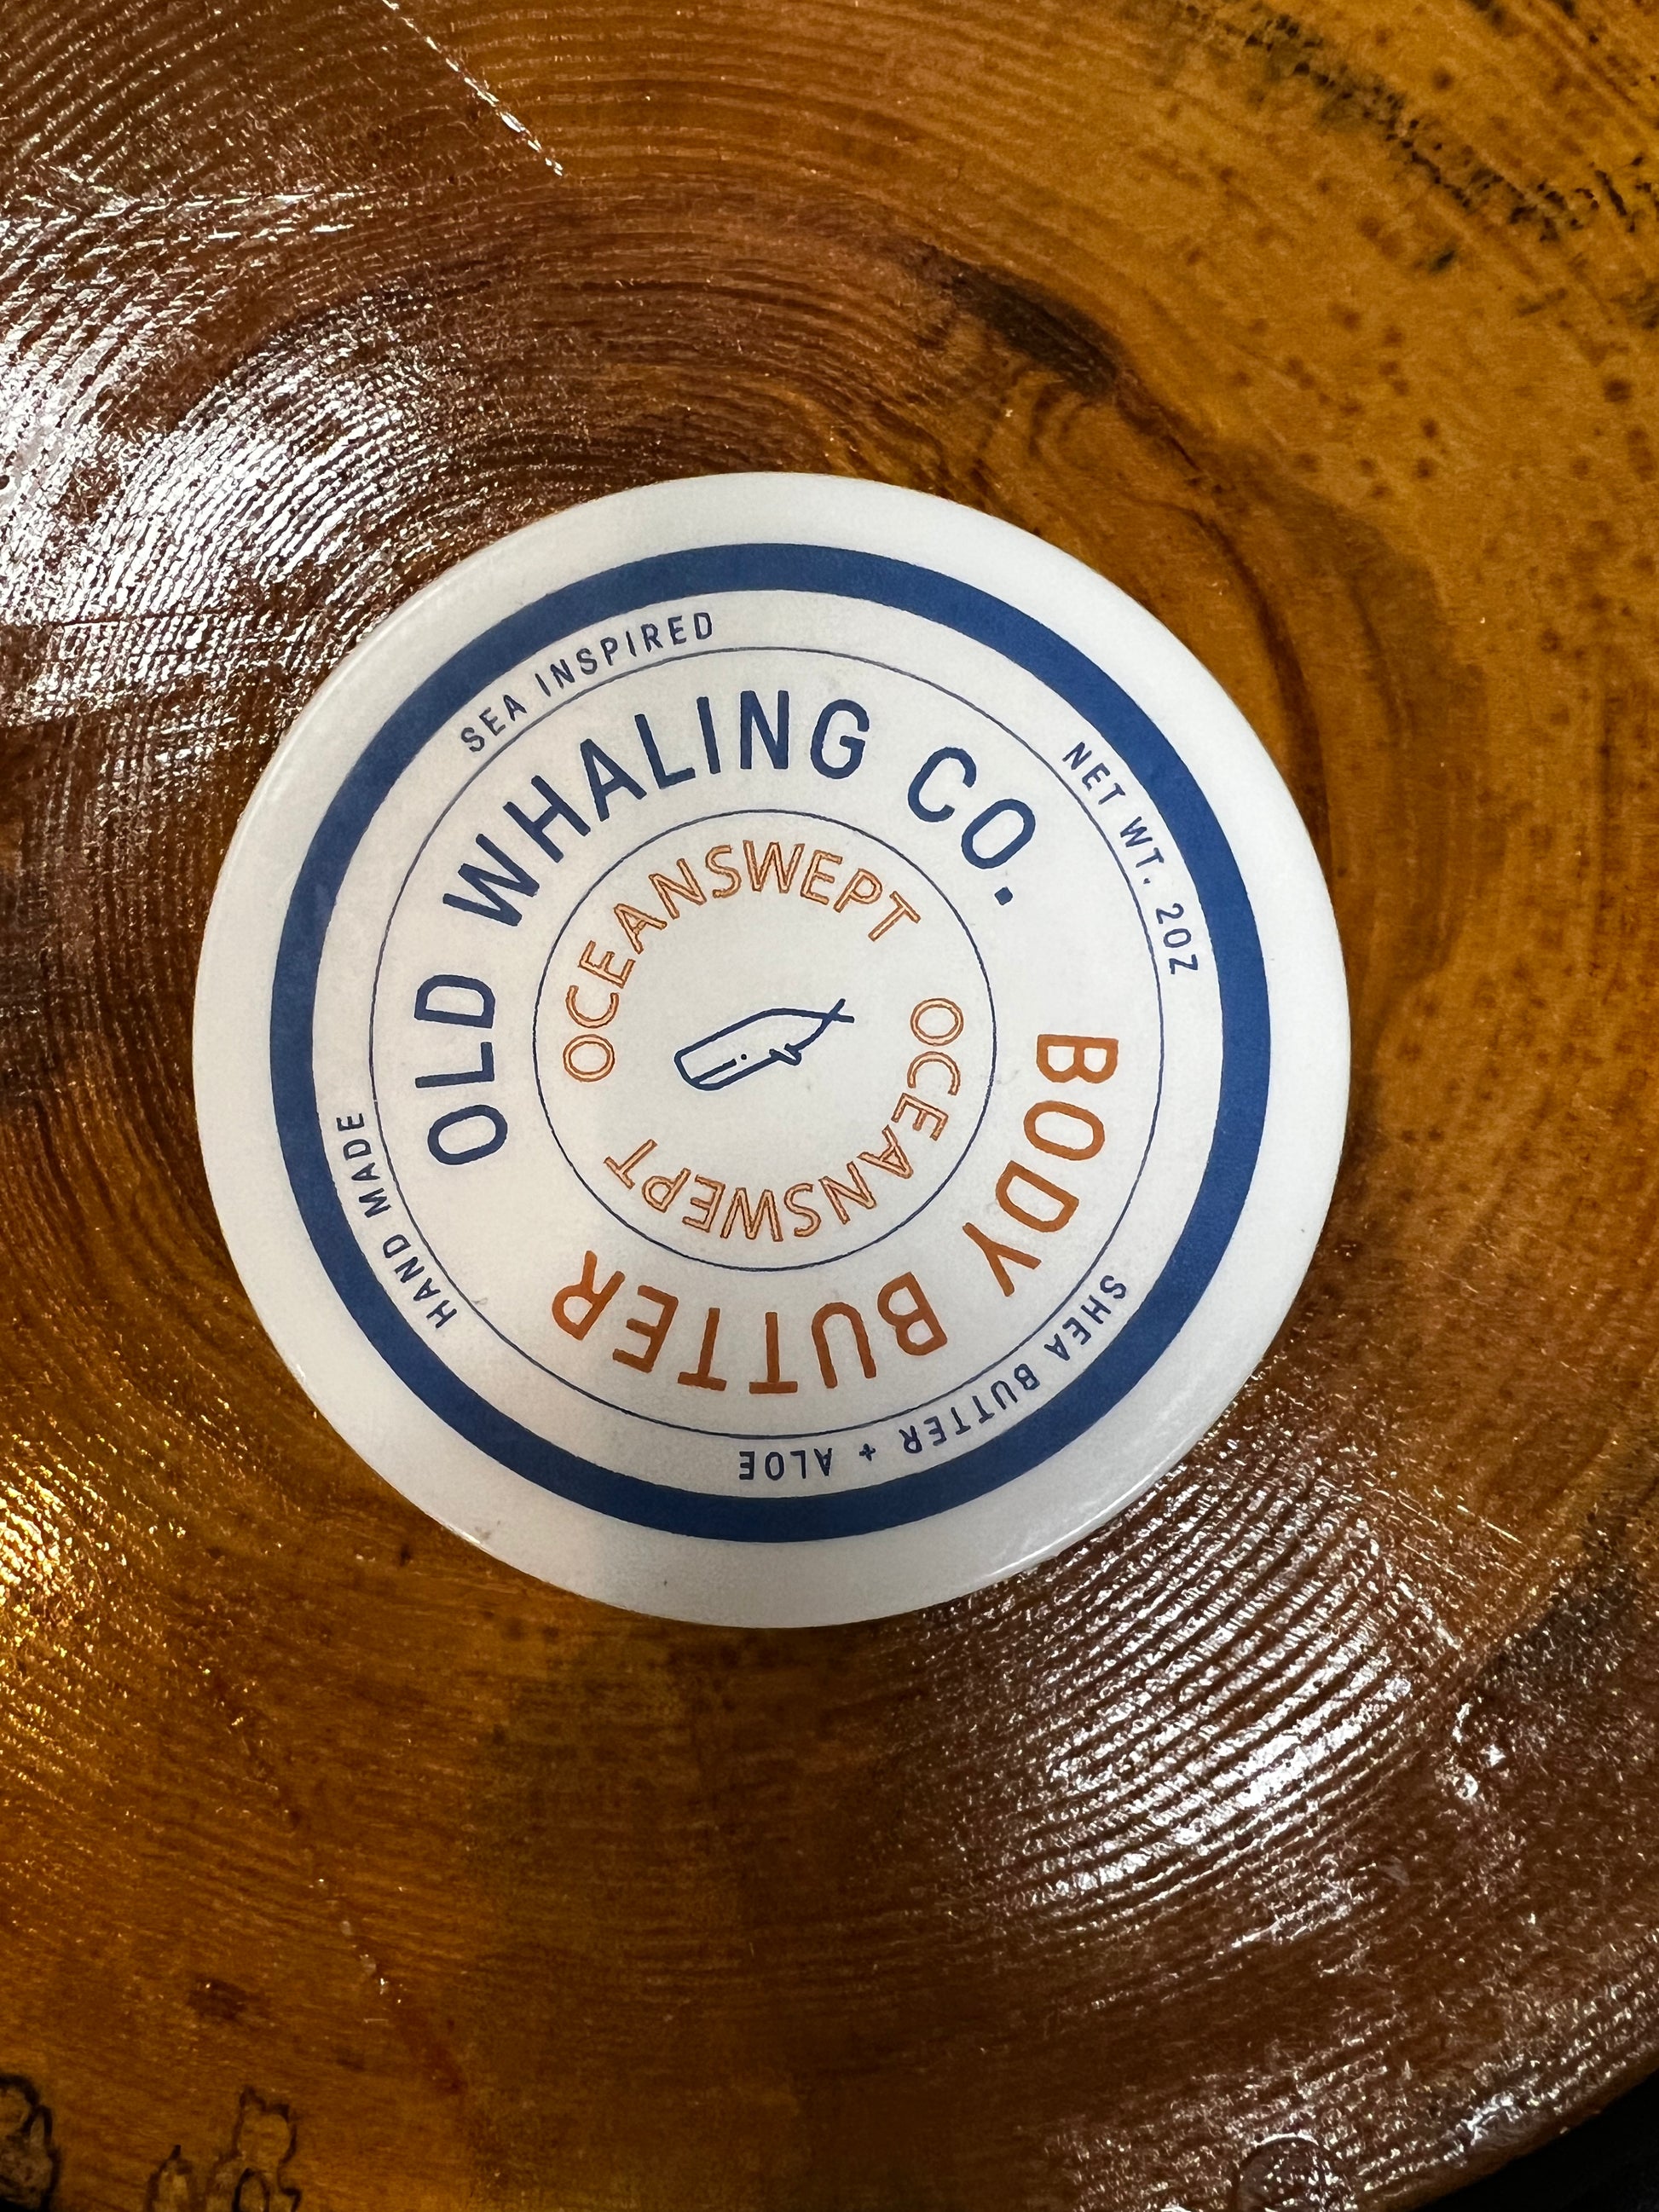 HAND MADE
SEA INSPIRED
NET WT. 2OZ
SHEA BUTTER + ALOE
OLD WHALING CO.
BODY BUTTER
OCEANSWEPT
OCEANSWEPT